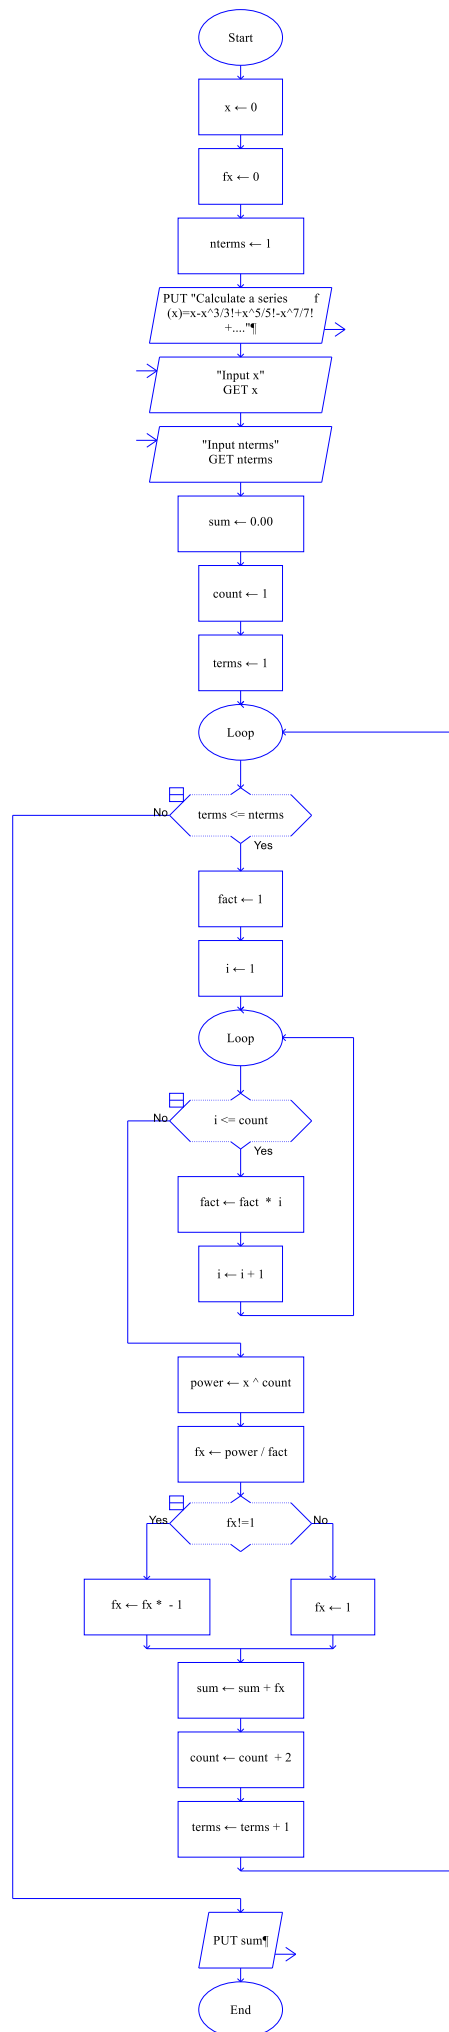 Start
x ← 0
fx ← 0
nterms ← 1
PUT "Calculate a series f
(x)=x-x^3/3!+x^5/5!-x^7/7!
+...."¶
"Input x"
GET x
"Input nterms"
GET nterms
sum ← 0.00
count ← 1
terms ← 1
Loop
No
terms <= nterms
Yes
fact ← 1
i ← 1
Loop
No
i <= count
Yes
fact ← fact * i
i ← i + 1
power ← x ^ count
fx ← power / fact
Yes
fx!=1
No
fx ← fx * - 1
fx ← 1
sum ← sum + fx
count ← count + 2
terms ← terms + 1
PUT sum¶
End